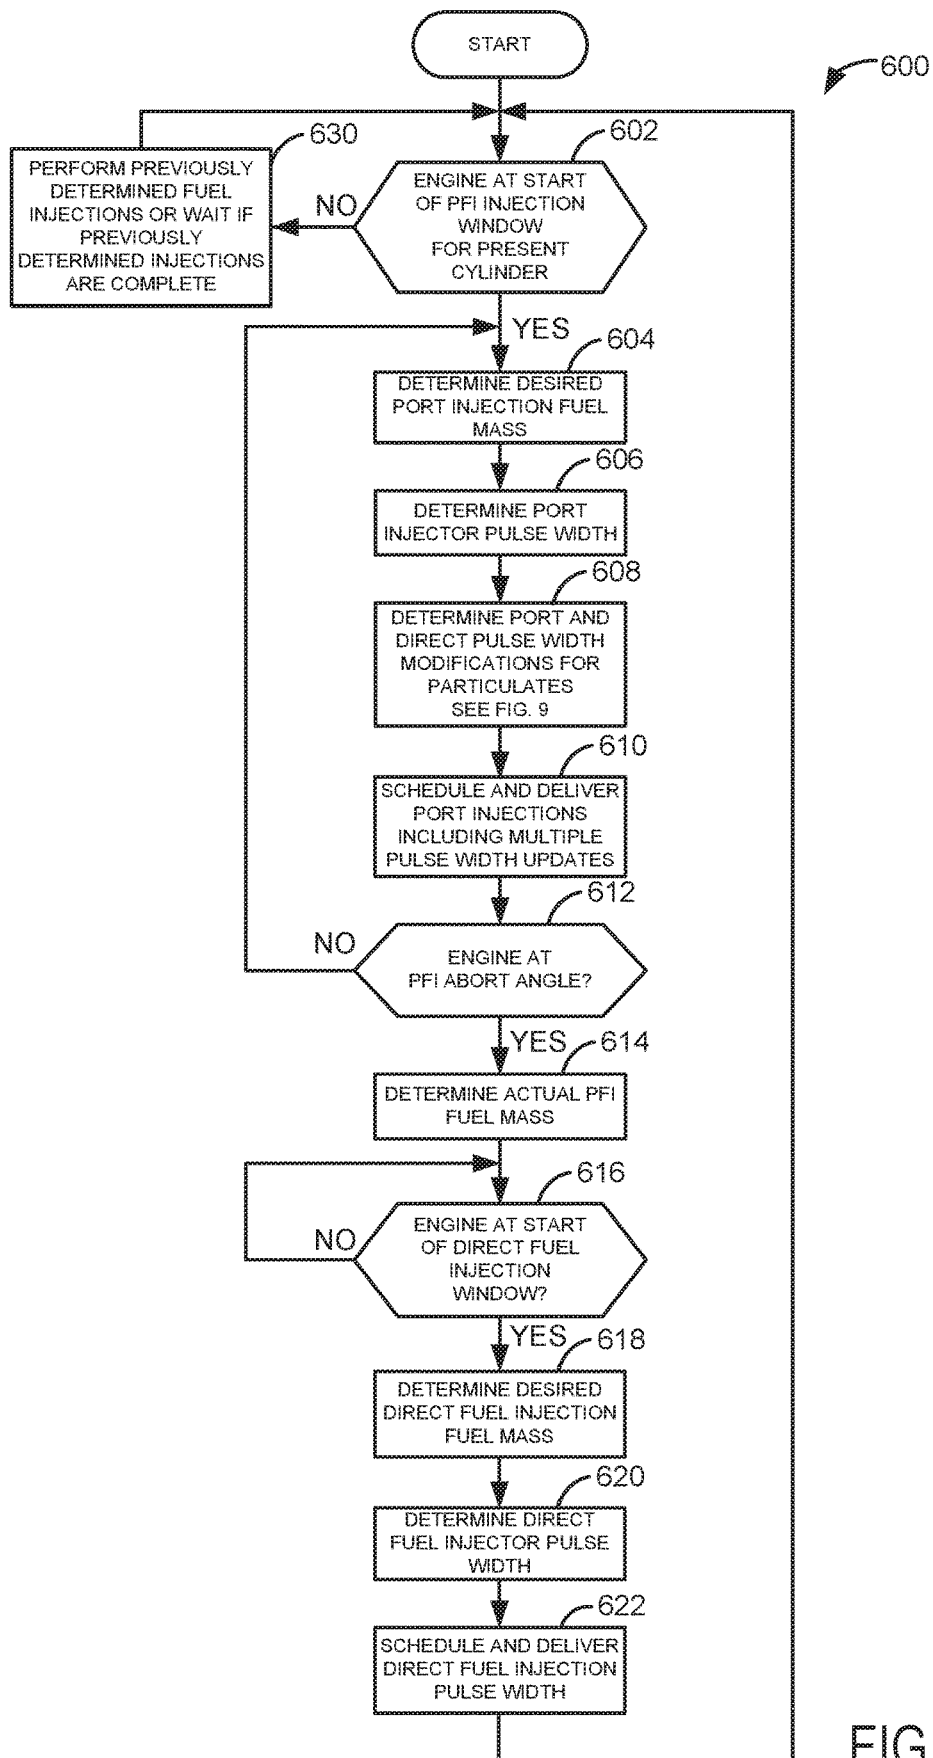 START
600
630
602
PERFORM PREVIOUSLY
DETERMINED FUEL
INJECTIONS OR WAIT IF
PREVIOUSLY
DETERMINED INJECTIONS
ARE COMPLETE
NO
ENGINE AT START
OF PFI INJECTION
WINDOW
FOR PRESENT
CYLINDER
YES
604
DETERMINE DESIRED
PORT INJECTION FUEL
MASS
606
DETERMINE PORT
INJECTOR PULSE WIDTH
608
DETERMINE PORT AND
DIRECT PULSE WIDTH
MODIFICATIONS FOR
PARTICULATES
SEE FIG. 9
610
SCHEDULE AND DELIVER
PORT INJECTIONS
INCLUDING MULTIPLE
PULSE WIDTH UPDATES
612
NO
ENGINE AT
PFI ABORT ANGLE?
YES
614
DETERMINE ACTUAL PFI
FUEL MASS
616
NO
ENGINE AT START
OF DIRECT FUEL
INJECTION
WINDOW?
YES
618
DETERMINE DESIRED
DIRECT FUEL INJECTION
FUEL MASS
620
DETERMINE DIRECT
FUEL INJECTOR PULSE
WIDTH
622
SCHEDULE AND DELIVER
DIRECT FUEL INJECTION
PULSE WIDTH
FIG